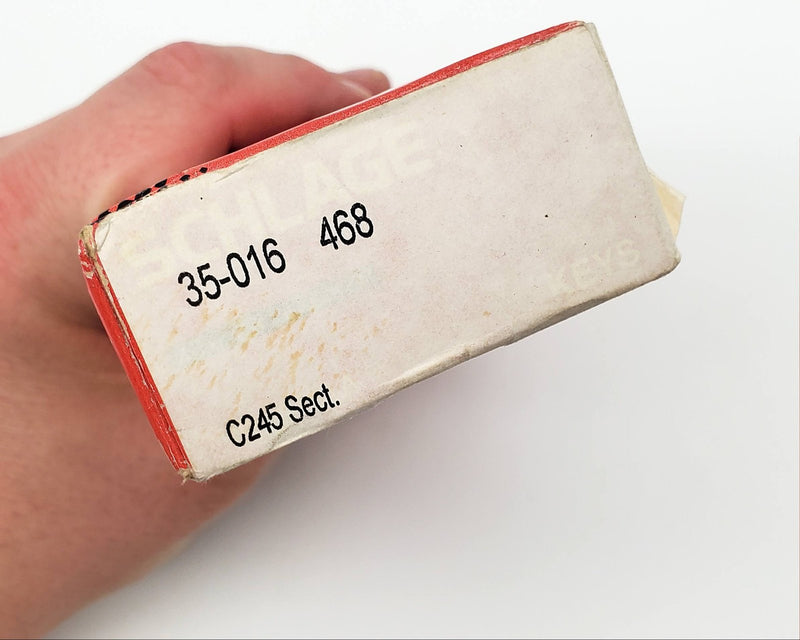 SCHLAGE
35-016 468
KEYS
C245 Sect.